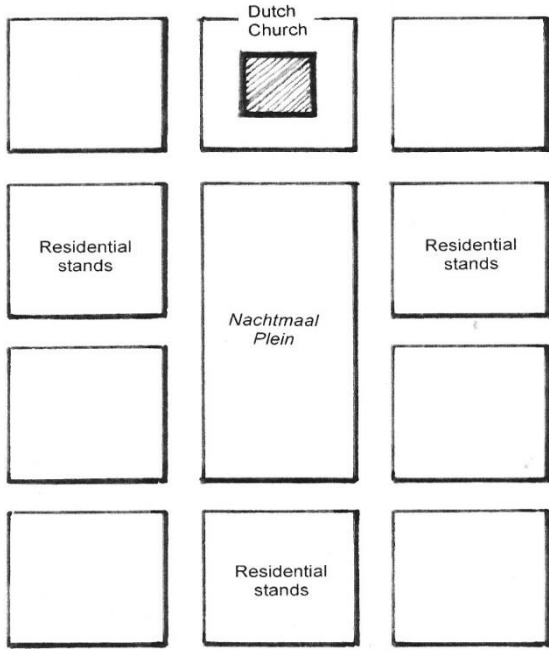 Dutch
Church
Residential
stands
Residential
stands
Nachtmaal
Plein
Residential
stands